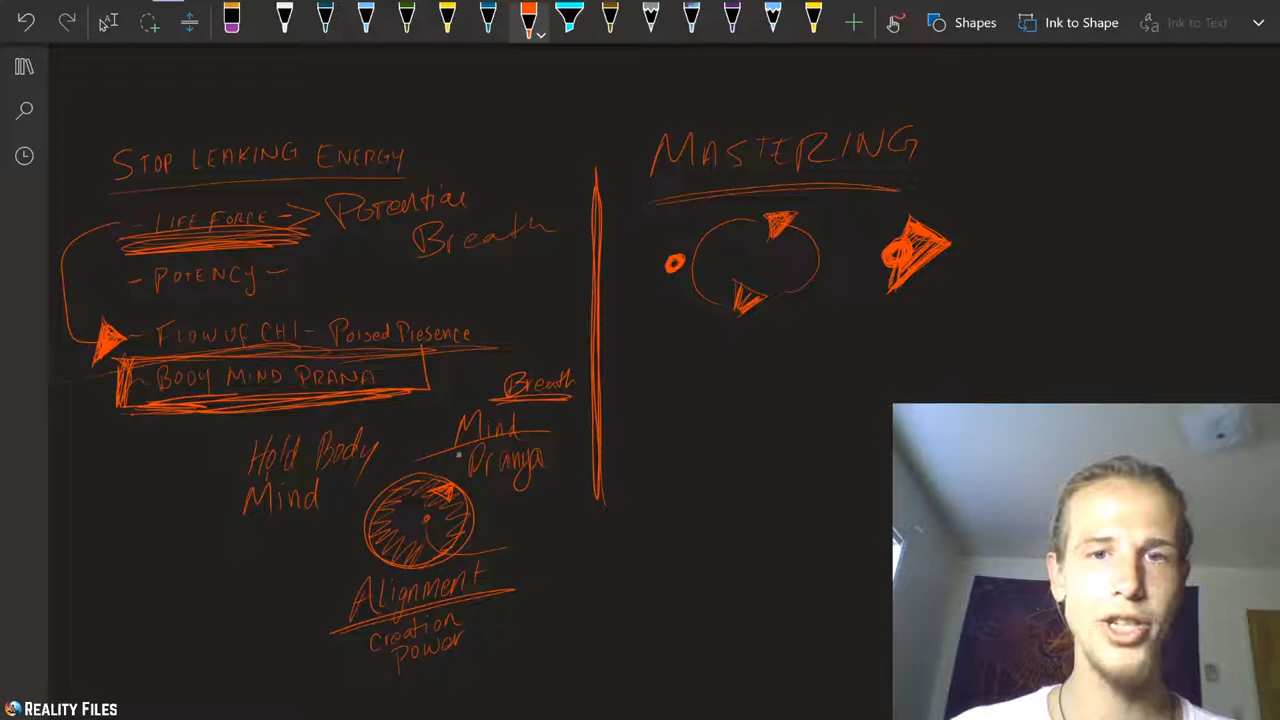 Shapes
Ink to Shape
Ink to Text
STOP LEAKING ENERGY
- LIFE FORCE -> Potential
Breath
- POTENCY -
- FLOW OF CHI - Poised Presence
- BODY MIND PRANA
Breath
Mind
Pranya
Hold Body
Mind
Alignment
creation
power
MASTERING
REALITY FILES